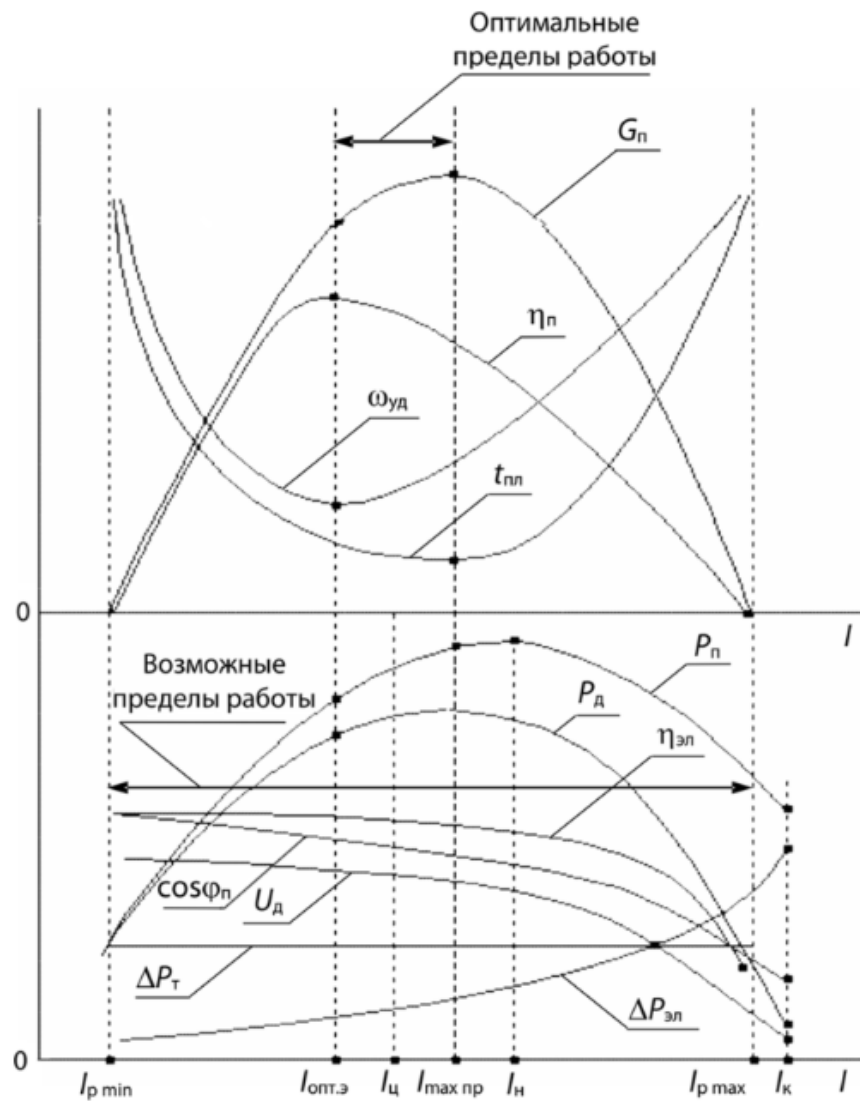 Оптимальные
пределы работы
Gп
ηп
ωуд
tпл
0
I
Возможные
пределы работы
Pп
Pд
ηэл
cosφп
Uд
ΔPт
ΔPэл
0
Iр min
Iопт.э
Iц
Imax пр
Iн
Iр max
Iк
I